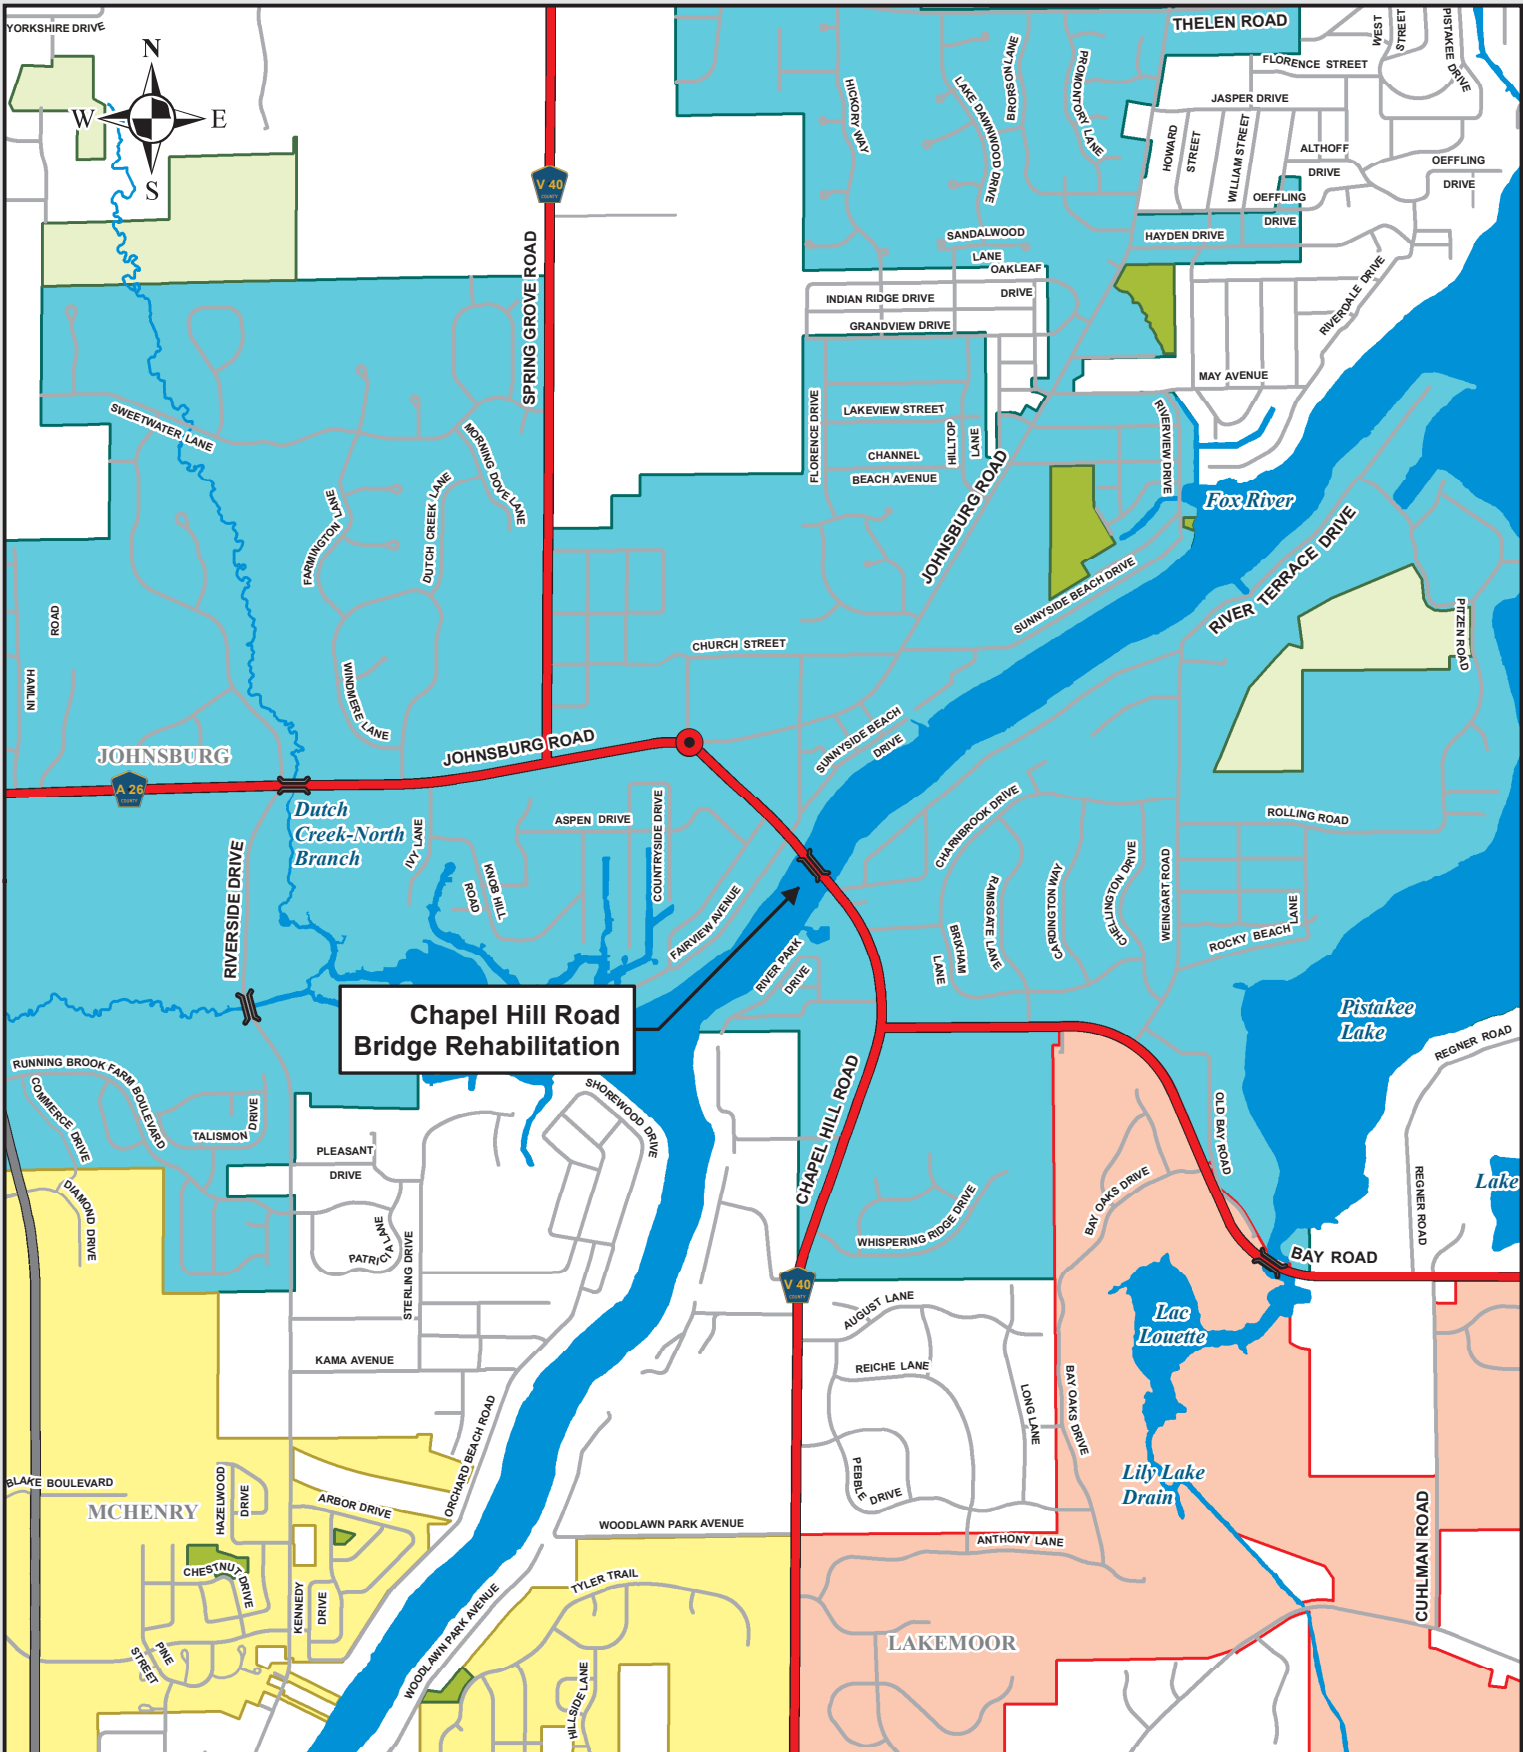 YORKSHIRE DRIVE
N
W
E
S
THELEN ROAD
WEST
STREET
PISTAKEE DRIVE
FLORENCE STREET
JASPER DRIVE
HICKORY WAY
LAKE DAWNWOOD DRIVE
BRORSON LANE
PROMONTORY LANE
HOWARD
STREET
WILLIAM STREET
ALTHOFF
DRIVE
OEFFLING
DRIVE
OEFFLING
DRIVE
HAYDEN DRIVE
V 40
COUNTY
SPRING GROVE ROAD
SANDALWOOD
LANE
OAKLEAF
DRIVE
INDIAN RIDGE DRIVE
GRANDVIEW DRIVE
RIVERDALE DRIVE
MAY AVENUE
SWEETWATER LANE
MORNING DOVE LANE
FLORENCE DRIVE
LAKEVIEW STREET
HILLTOP
LANE
CHANNEL
BEACH AVENUE
RIVERVIEW DRIVE
JOHNSBURG ROAD
Fox River
FARMINGTON LANE
DUTCH CREEK LANE
RIVER TERRACE DRIVE
SUNNYSIDE BEACH DRIVE
PITZEN ROAD
ROAD
HAMLIN
WINDMERE LANE
CHURCH STREET
JOHNSBURG
JOHNSBURG ROAD
SUNNYSIDE BEACH
DRIVE
A 26
COUNTY
Dutch
Creek-North
Branch
IVY LANE
ASPEN DRIVE
COUNTRYSIDE DRIVE
KNOB HILL
ROAD
CHARNBROOK DRIVE
ROLLING ROAD
RIVERSIDE DRIVE
FAIRVIEW AVENUE
BRIXHAM
LANE
RAMSGATE LANE
CARDINGTON WAY
CHELLINGTON DRIVE
WEINGART ROAD
ROCKY BEACH
LANE
RIVER PARK
DRIVE
Chapel Hill Road
Bridge Rehabilitation
Pistakee
Lake
REGNER ROAD
RUNNING BROOK FARM BOULEVARD
COMMERCE DRIVE
TALISMON
DRIVE
SHOREWOOD DRIVE
CHAPEL HILL ROAD
OLD BAY ROAD
PLEASANT
DRIVE
DIAMOND DRIVE
PATRICIA LANE
STERLING DRIVE
WHISPERING RIDGE DRIVE
BAY OAKS DRIVE
REGNER ROAD
Lake
BAY ROAD
V 40
COUNTY
AUGUST LANE
Lac
Louette
KAMA AVENUE
REICHE LANE
LONG LANE
BAY OAKS DRIVE
ORCHARD BEACH ROAD
PEBBLE
DRIVE
Lily Lake
Drain
BLAKE BOULEVARD
MCHENRY
HAZELWOOD
DRIVE
ARBOR DRIVE
WOODLAWN PARK AVENUE
ANTHONY LANE
CUHLMAN ROAD
CHESTNUT DRIVE
KENNEDY
DRIVE
TYLER TRAIL
WOODLAWN PARK AVENUE
PINE
STREET
HILLSIDE LANE
LAKEMOOR